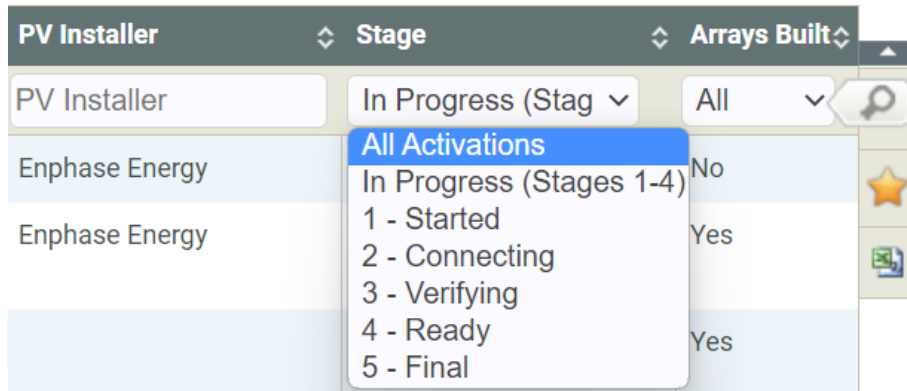 PV Installer Stage Arrays Built
PV Installer In Progress (Stag All
All Activations
Enphase Energy In Progress (Stages 1-4) No
1 - Started
Enphase Energy 2 - Connecting Yes
3 - Verifying
4 - Ready Yes
5 - Final